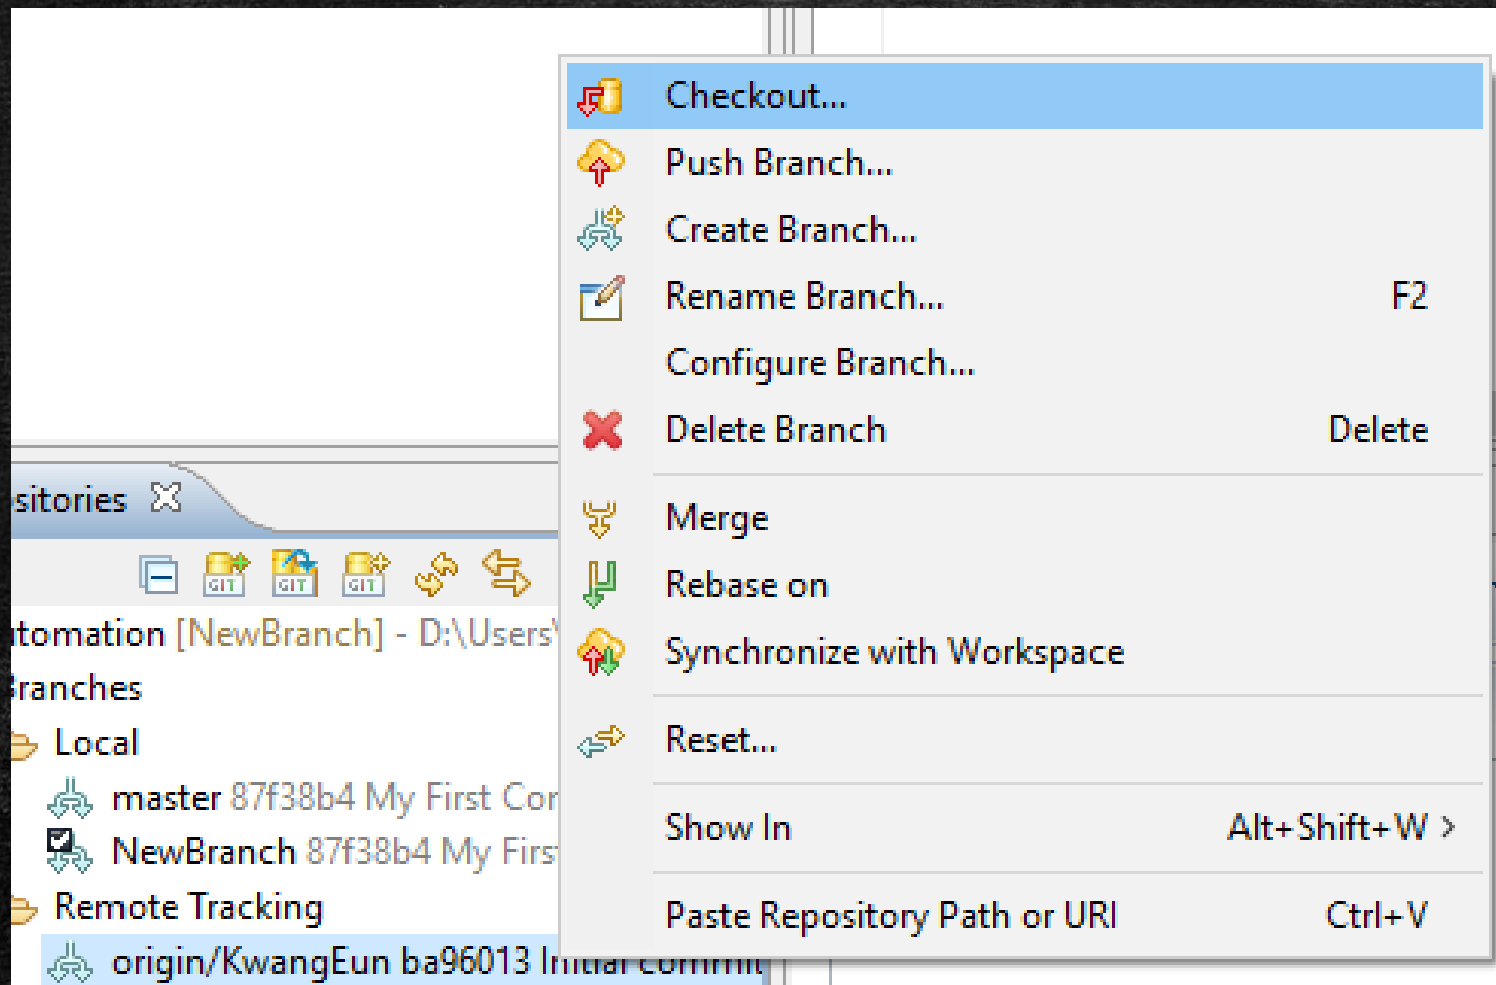 Checkout...
Push Branch...
Create Branch...
Rename Branch... F2
Configure Branch...
Delete Branch Delete
Merge
Rebase on
Synchronize with Workspace
Reset...
Show In Alt+Shift+W >
Paste Repository Path or URI Ctrl+V
sitories
GIT GIT GIT
tomation [NewBranch] - D:\Users\
ranches
Local
master 87f38b4 My First Co
NewBranch 87f38b4 My Firs
Remote Tracking
origin/KwangEun ba96013 Initial commit